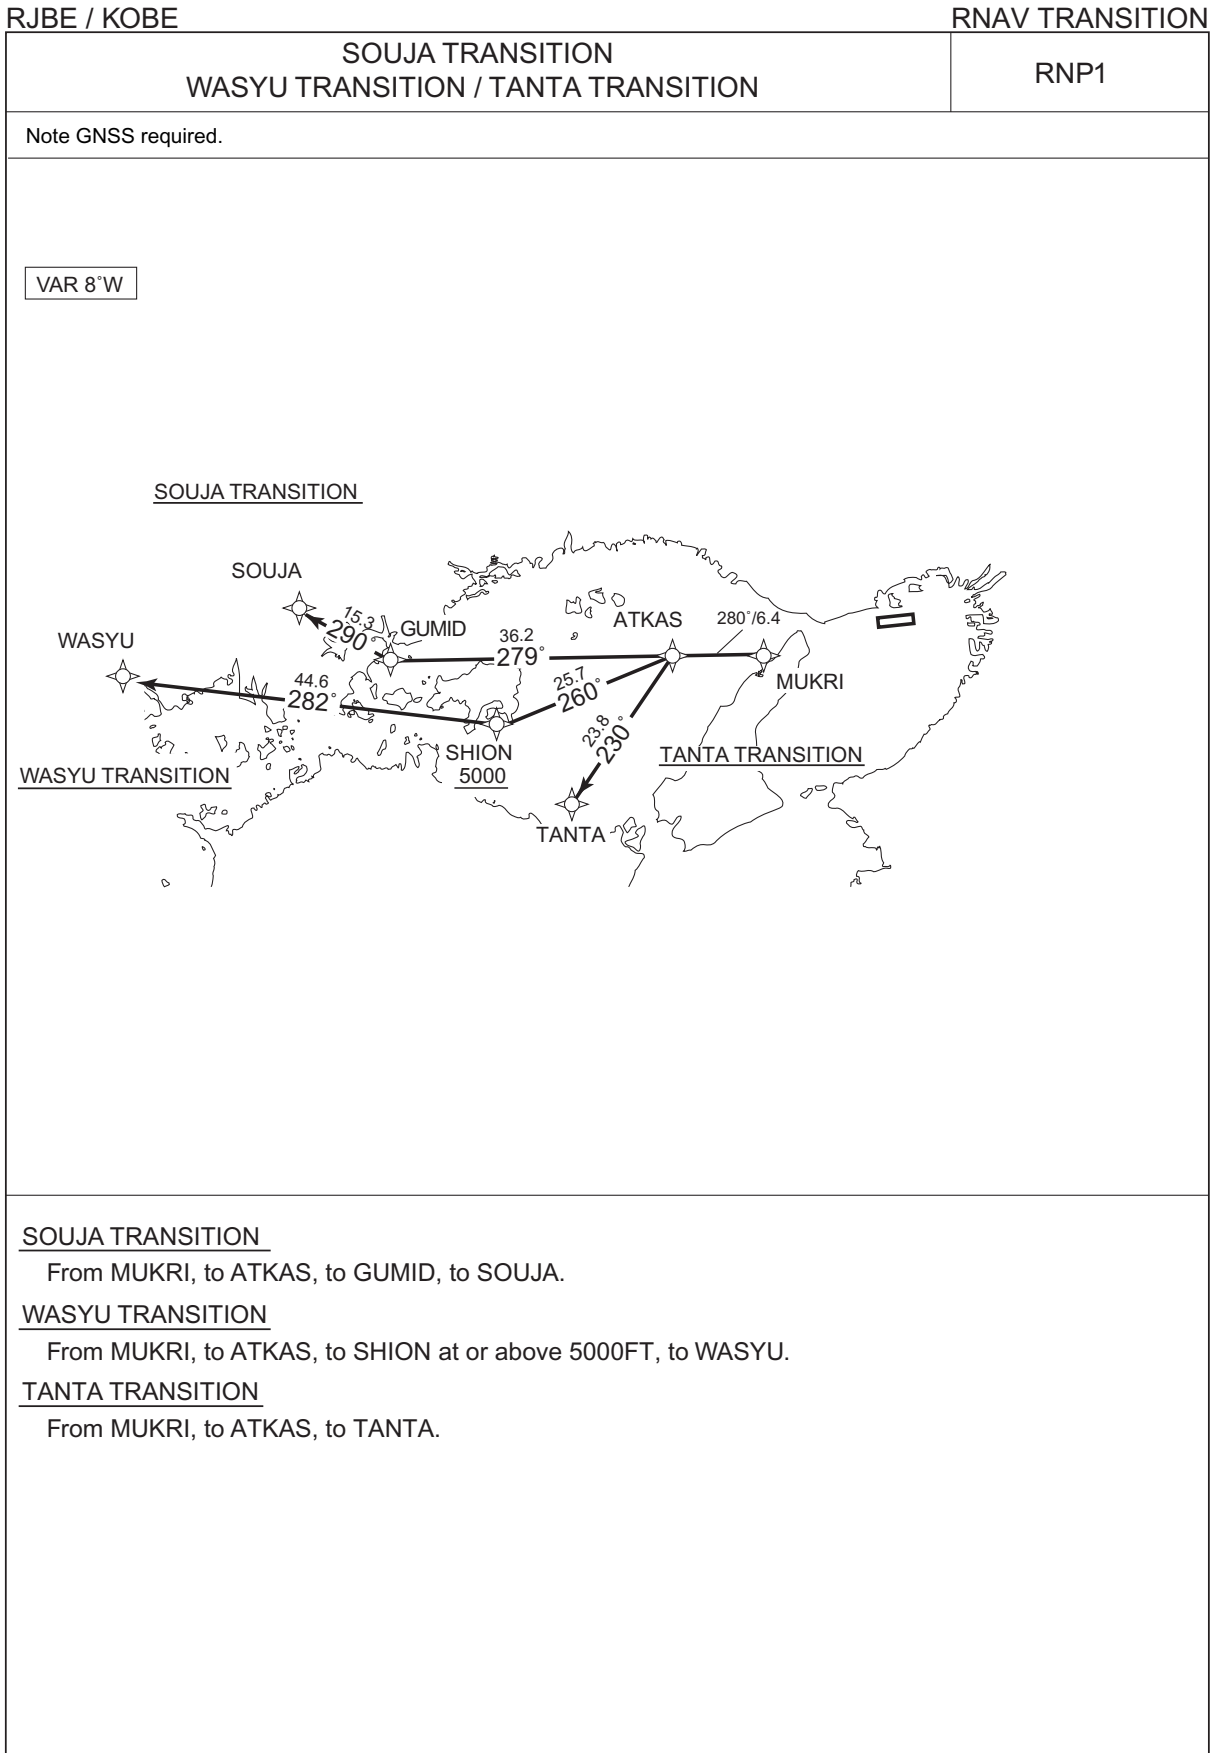 RJBE / KOBE
RNAV TRANSITION
SOUJA TRANSITION
WASYU TRANSITION / TANTA TRANSITION
RNP1
Note GNSS required.
VAR 8˚W
SOUJA TRANSITION
SOUJA
15.3
290˚
GUMID
36.2
279˚
ATKAS
280˚/6.4
MUKRI
WASYU
44.6
282˚
25.7
260˚
23.8
230˚
SHION
5000
TANTA TRANSITION
WASYU TRANSITION
TANTA
SOUJA TRANSITION
From MUKRI, to ATKAS, to GUMID, to SOUJA.
WASYU TRANSITION
From MUKRI, to ATKAS, to SHION at or above 5000FT, to WASYU.
TANTA TRANSITION
From MUKRI, to ATKAS, to TANTA.